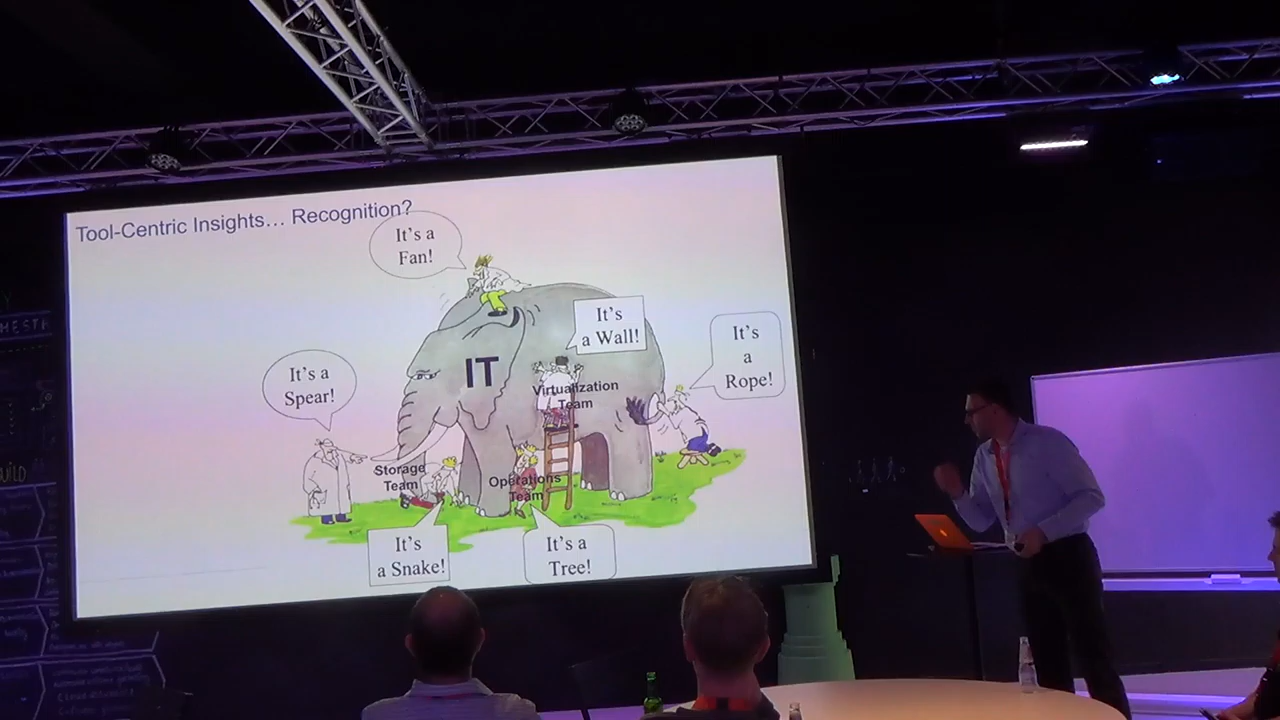 Tool-Centric Insights... Recognition?
It's a
Fan!
It's
a Wall!
It's
a
Rope!
It's a
Spear!
IT
Virtualization
Team
Storage
Team
Operations
Team
It's
a Snake!
It's a
Tree!